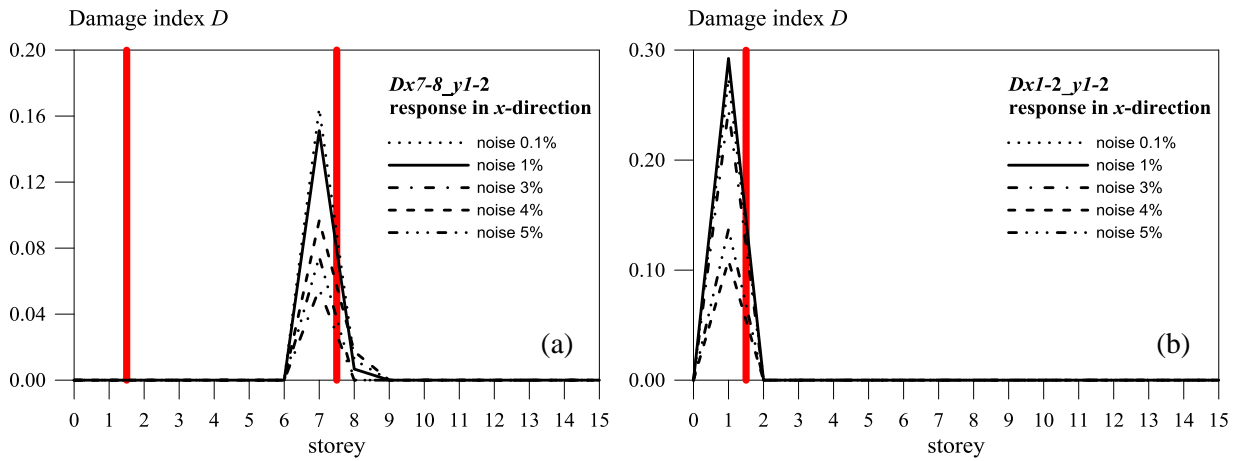 Damage index D
0.20
0.16
0.12
0.08
0.04
0.00
Dx7-8_y1-2
response in x-direction
noise 0.1%
noise 1%
noise 3%
noise 4%
noise 5%
(a)
0 1 2 3 4 5 6 7 8 9 10 11 12 13 14 15
storey
Damage index D
0.30
0.20
0.10
0.00
Dx1-2_y1-2
response in x-direction
noise 0.1%
noise 1%
noise 3%
noise 4%
noise 5%
(b)
0 1 2 3 4 5 6 7 8 9 10 11 12 13 14 15
storey